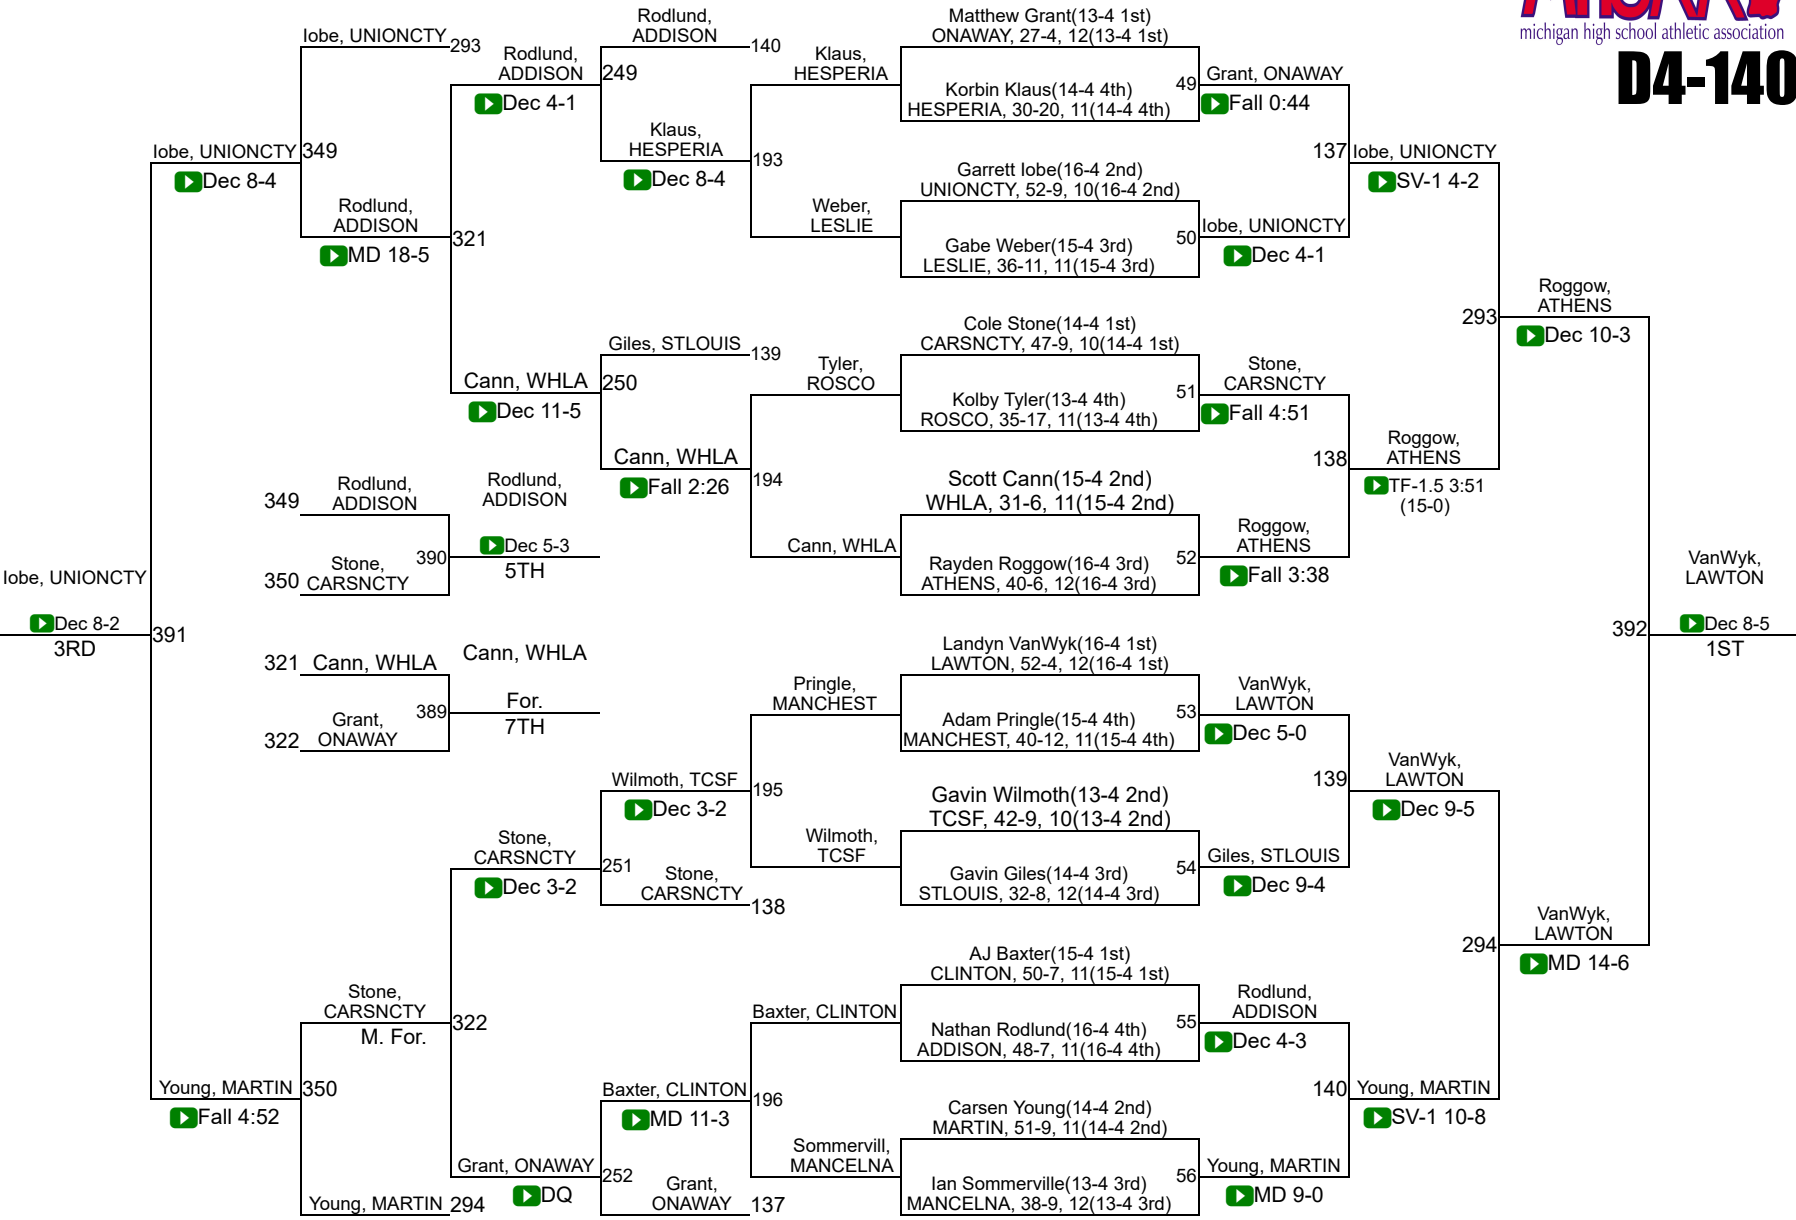 michigan high school athletic association
D4-140
Iobe, UNIONCTY
293
Rodlund,
ADDISON
349
Iobe, UNIONCTY
Dec 8-4
Rodlund,
ADDISON
MD 18-5
321
Rodlund,
ADDISON
Dec 4-1
249
140
Klaus,
HESPERIA
Dec 8-4
193
Klaus,
HESPERIA
Weber,
LESLIE
Matthew Grant(13-4 1st)
ONAWAY, 27-4, 12(13-4 1st)
Korbin Klaus(14-4 4th)
HESPERIA, 30-20, 11(14-4 4th)
49
Grant, ONAWAY
Fall 0:44
Garrett Iobe(16-4 2nd)
UNIONCTY, 52-9, 10(16-4 2nd)
Gabe Weber(15-4 3rd)
LESLIE, 36-11, 11(15-4 3rd)
50
Iobe, UNIONCTY
Dec 4-1
137
Iobe, UNIONCTY
SV-1 4-2
Giles, STLOUIS
139
Cann, WHLA
Dec 11-5
250
Cann, WHLA
Fall 2:26
194
Tyler,
ROSCO
Cann, WHLA
Cole Stone(14-4 1st)
CARSNCTY, 47-9, 10(14-4 1st)
Kolby Tyler(13-4 4th)
ROSCO, 35-17, 11(13-4 4th)
51
Stone,
CARSNCTY
Fall 4:51
Scott Cann(15-4 2nd)
WHLA, 31-6, 11(15-4 2nd)
Rayden Roggow(16-4 3rd)
ATHENS, 40-6, 12(16-4 3rd)
52
Roggow,
ATHENS
Fall 3:38
138
Roggow,
ATHENS
TF-1.5 3:51
(15-0)
293
Roggow,
ATHENS
Dec 10-3
349
Rodlund,
ADDISON
350
Stone,
CARSNCTY
390
Rodlund,
ADDISON
Dec 5-3
5TH
Iobe, UNIONCTY
Dec 8-2
3RD
391
321
Cann, WHLA
322
Grant,
ONAWAY
389
Cann, WHLA
For.
7TH
392
VanWyk,
LAWTON
Dec 8-5
1ST
Wilmoth, TCSF
Dec 3-2
195
Pringle,
MANCHEST
Wilmoth,
TCSF
Landyn VanWyk(16-4 1st)
LAWTON, 52-4, 12(16-4 1st)
Adam Pringle(15-4 4th)
MANCHEST, 40-12, 11(15-4 4th)
53
VanWyk,
LAWTON
Dec 5-0
Gavin Wilmoth(13-4 2nd)
TCSF, 42-9, 10(13-4 2nd)
Gavin Giles(14-4 3rd)
STLOUIS, 32-8, 12(14-4 3rd)
54
Giles, STLOUIS
Dec 9-4
139
VanWyk,
LAWTON
Dec 9-5
Stone,
CARSNCTY
Dec 3-2
251
Stone,
CARSNCTY
138
294
VanWyk,
LAWTON
MD 14-6
Stone,
CARSNCTY
M. For.
322
Young, MARTIN
Fall 4:52
350
Young, MARTIN
294
Grant, ONAWAY
DQ
252
Baxter, CLINTON
MD 11-3
196
Grant,
ONAWAY
137
Baxter, CLINTON
Sommervill,
MANCELNA
AJ Baxter(15-4 1st)
CLINTON, 50-7, 11(15-4 1st)
Nathan Rodlund(16-4 4th)
ADDISON, 48-7, 11(16-4 4th)
55
Rodlund,
ADDISON
Dec 4-3
Carsen Young(14-4 2nd)
MARTIN, 51-9, 11(14-4 2nd)
Ian Sommerville(13-4 3rd)
MANCELNA, 38-9, 12(13-4 3rd)
56
Young, MARTIN
MD 9-0
140
Young, MARTIN
SV-1 10-8